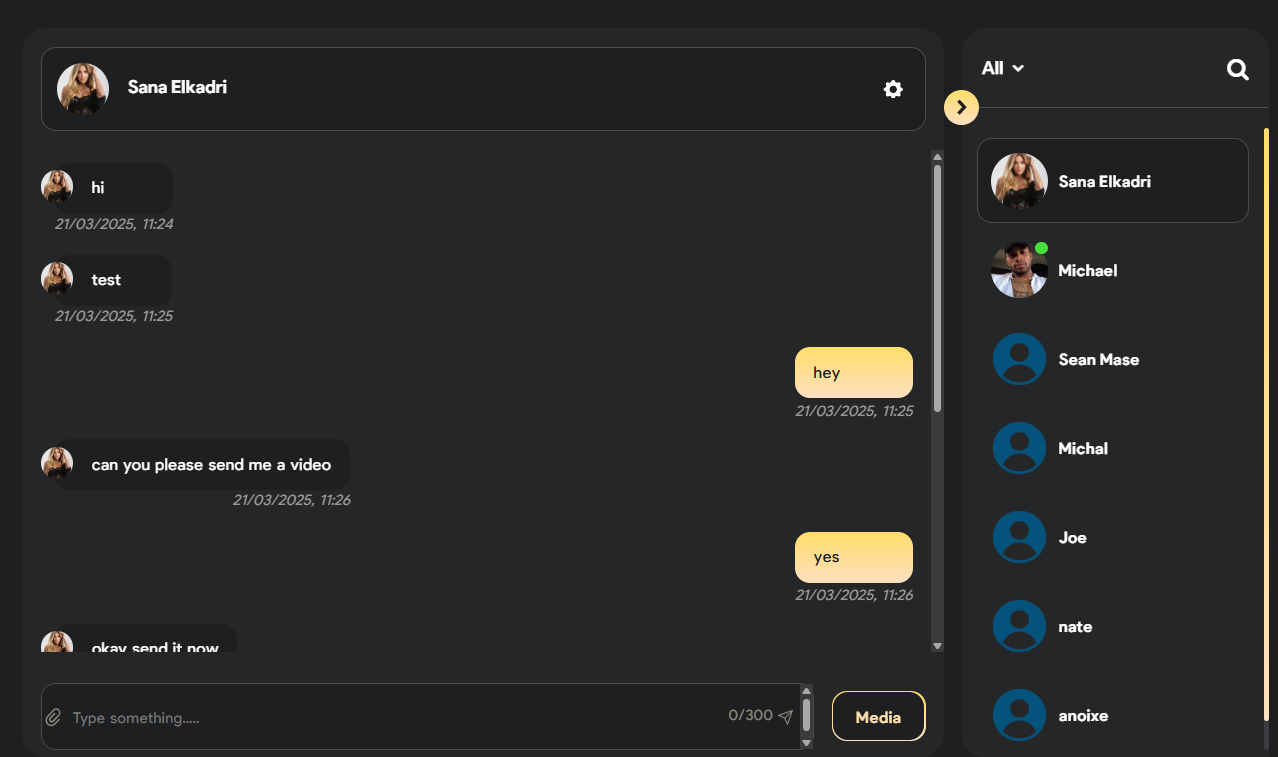 Sana Elkadri
hi
21/03/2025, 11:24
test
21/03/2025, 11:25
hey
21/03/2025, 11:25
can you please send me a video
21/03/2025, 11:26
yes
21/03/2025, 11:26
okay send it now
Type something.....
0/300
Media
All
Sana Elkadri
Michael
Sean Mase
Michal
Joe
nate
anoixe